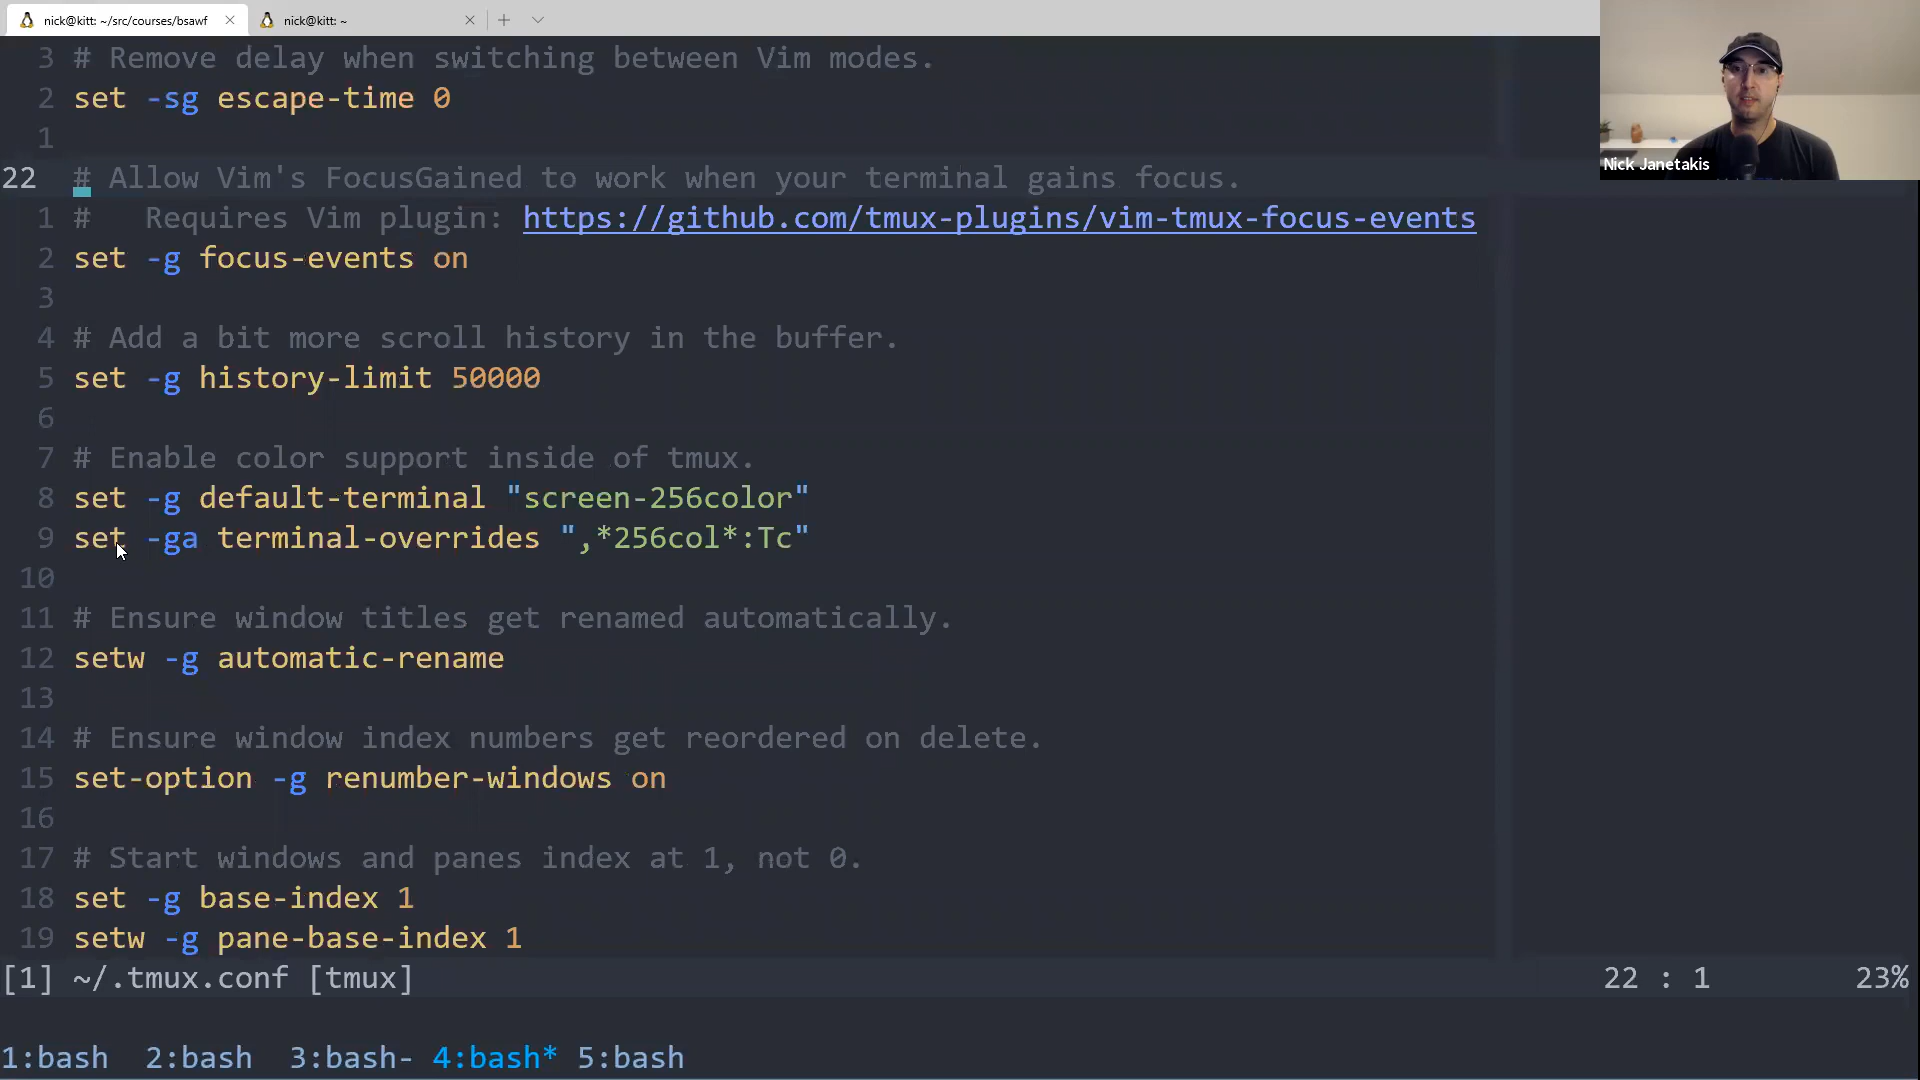 nick@kitt: ~/src/courses/bsawf
nick@kitt: ~
3 # Remove delay when switching between Vim modes.
2 set -sg escape-time 0
1
22 # Allow Vim's FocusGained to work when your terminal gains focus.
1 #   Requires Vim plugin: https://github.com/tmux-plugins/vim-tmux-focus-events
2 set -g focus-events on
3
4 # Add a bit more scroll history in the buffer.
5 set -g history-limit 50000
6
7 # Enable color support inside of tmux.
8 set -g default-terminal "screen-256color"
9 set -ga terminal-overrides ",*256col*:Tc"
10
11 # Ensure window titles get renamed automatically.
12 setw -g automatic-rename
13
14 # Ensure window index numbers get reordered on delete.
15 set-option -g renumber-windows on
16
17 # Start windows and panes index at 1, not 0.
18 set -g base-index 1
19 setw -g pane-base-index 1
[1] ~/.tmux.conf [tmux] 22 : 1 23%
1:bash 2:bash 3:bash- 4:bash* 5:bash
Nick Janetakis